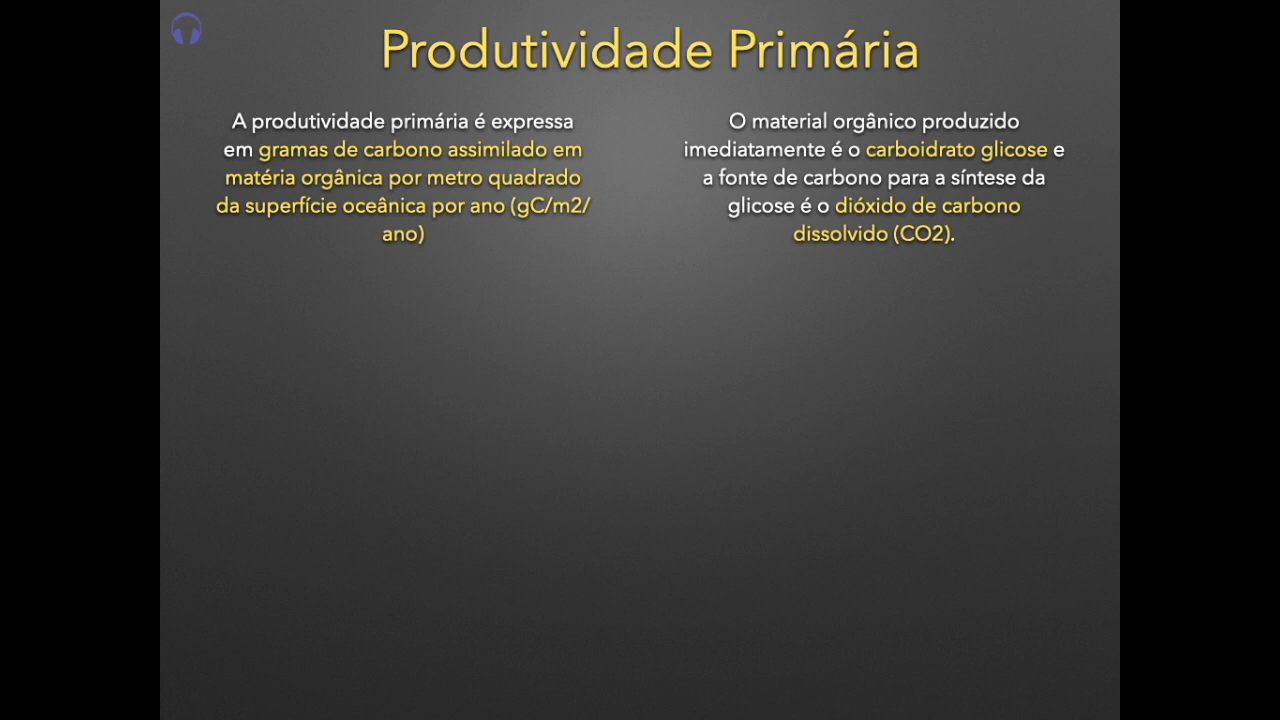 Produtividade Primária
A produtividade primária é expressa
em gramas de carbono assimilado em
matéria orgânica por metro quadrado
da superfície oceânica por ano (gC/m2/
ano)
O material orgânico produzido
imediatamente é o carboidrato glicose e
a fonte de carbono para a síntese da
glicose é o dióxido de carbono
dissolvido (CO2).